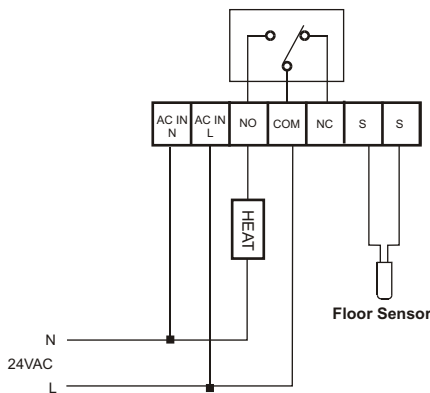 AC IN N
AC IN L
NO
COM
NC
S
S
HEAT
Floor Sensor
N
24VAC
L